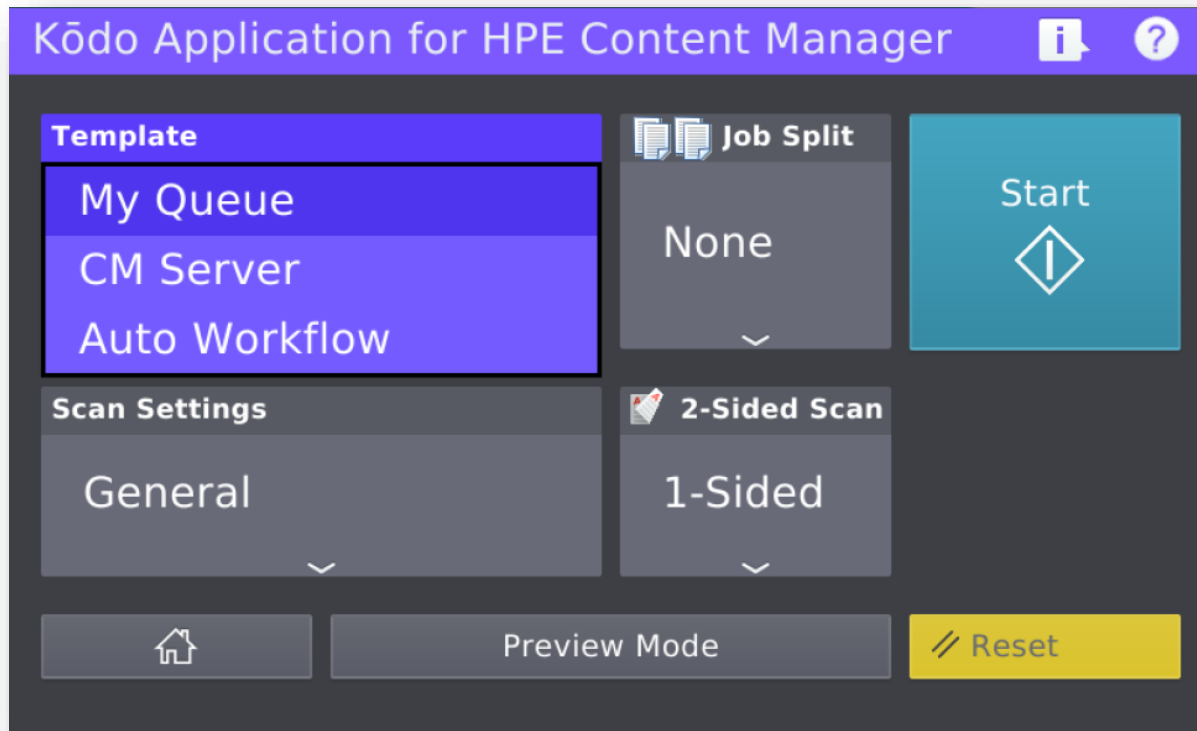 Kōdo Application for HPE Content Manager
Template
My Queue
CM Server
Auto Workflow
Job Split
None
Start
Scan Settings
General
2-Sided Scan
1-Sided
Preview Mode
Reset